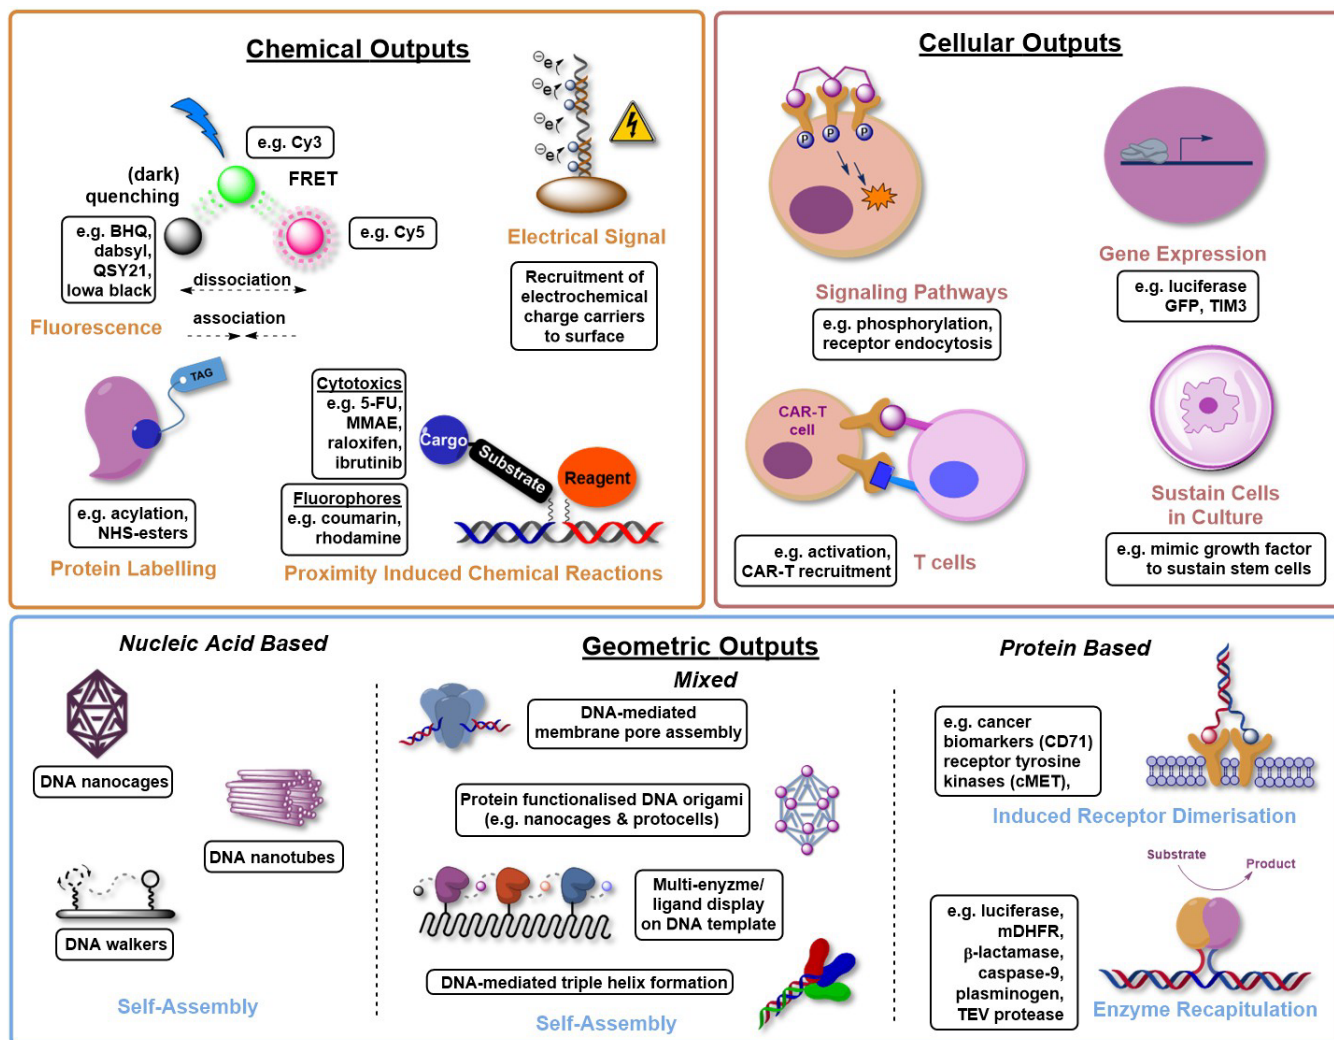 Chemical Outputs
e.g. Cy3
FRET
(dark)
quenching
e.g. BHQ,
dabsyl,
QSY21,
Iowa black
e.g. Cy5
dissociation
association
Fluorescence
⊖e
⊖e
⊖e
⊖e
Electrical Signal
Recruitment of
electrochemical
charge carriers
to surface
TAG
e.g. acylation,
NHS-esters
Protein Labelling
Cytotoxics
e.g. 5-FU,
MMAE,
raloxifen,
ibrutinib
Fluorophores
e.g. coumarin,
rhodamine
Cargo
Substrate
Reagent
Proximity Induced Chemical Reactions
Cellular Outputs
P
P
P
Signaling Pathways
e.g. phosphorylation,
receptor endocytosis
Gene Expression
e.g. luciferase
GFP, TIM3
CAR-T
cell
e.g. activation,
CAR-T recruitment
T cells
Sustain Cells
in Culture
e.g. mimic growth factor
to sustain stem cells
Geometric Outputs
Nucleic Acid Based
DNA nanocages
DNA nanotubes
DNA walkers
Self-Assembly
Mixed
DNA-mediated
membrane pore assembly
Protein functionalised DNA origami
(e.g. nanocages & protocells)
Multi-enyzme/
ligand display
on DNA template
DNA-mediated triple helix formation
Self-Assembly
Protein Based
e.g. cancer
biomarkers (CD71)
receptor tyrosine
kinases (cMET),
Induced Receptor Dimerisation
Substrate
Product
e.g. luciferase,
mDHFR,
β-lactamase,
caspase-9,
plasminogen,
TEV protease
Enzyme Recapitulation